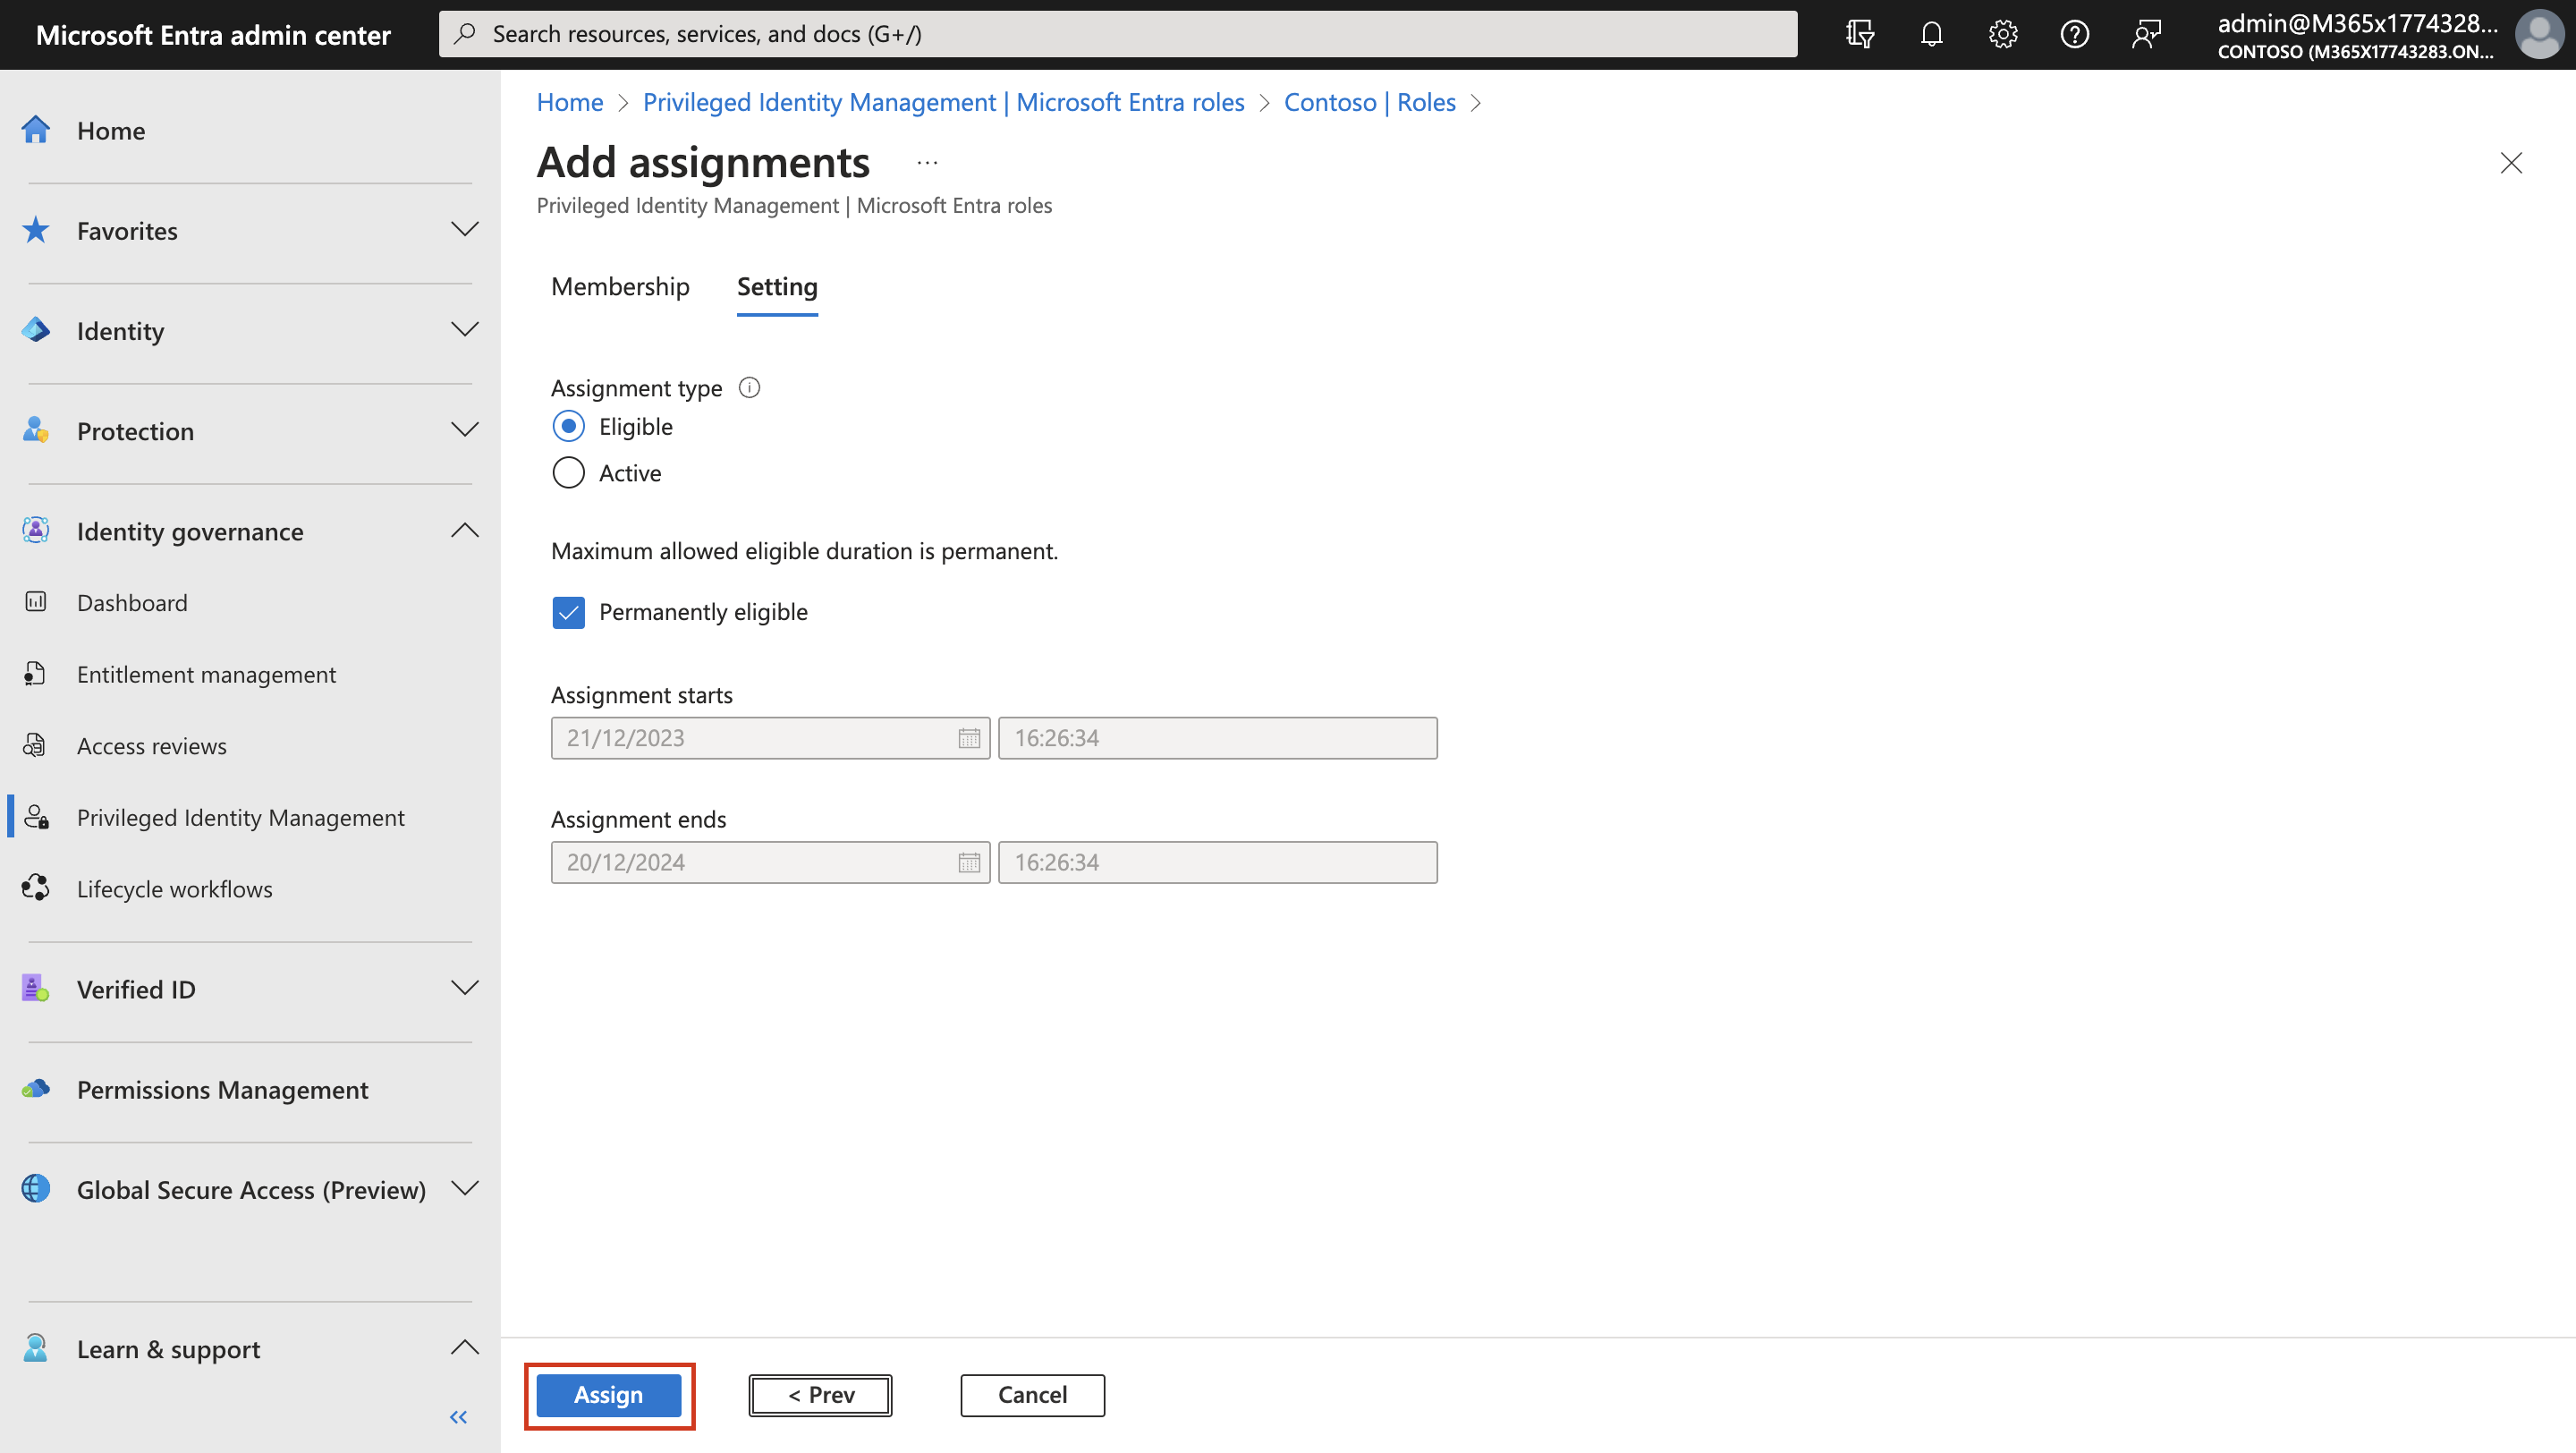 Microsoft Entra admin center
Search resources, services, and docs (G+/)
admin@M365x1774328...
CONTOSO (M365X17743283.ON...
Home
Favorites
Identity
Protection
Identity governance
Dashboard
Entitlement management
Access reviews
Privileged Identity Management
Lifecycle workflows
Verified ID
Permissions Management
Global Secure Access (Preview)
Learn & support
Home > Privileged Identity Management | Microsoft Entra roles > Contoso | Roles >
Add assignments ...
Privileged Identity Management | Microsoft Entra roles
Membership Setting
Assignment type
Eligible
Active
Maximum allowed eligible duration is permanent.
Permanently eligible
Assignment starts
21/12/2023 16:26:34
Assignment ends
20/12/2024 16:26:34
Assign < Prev Cancel